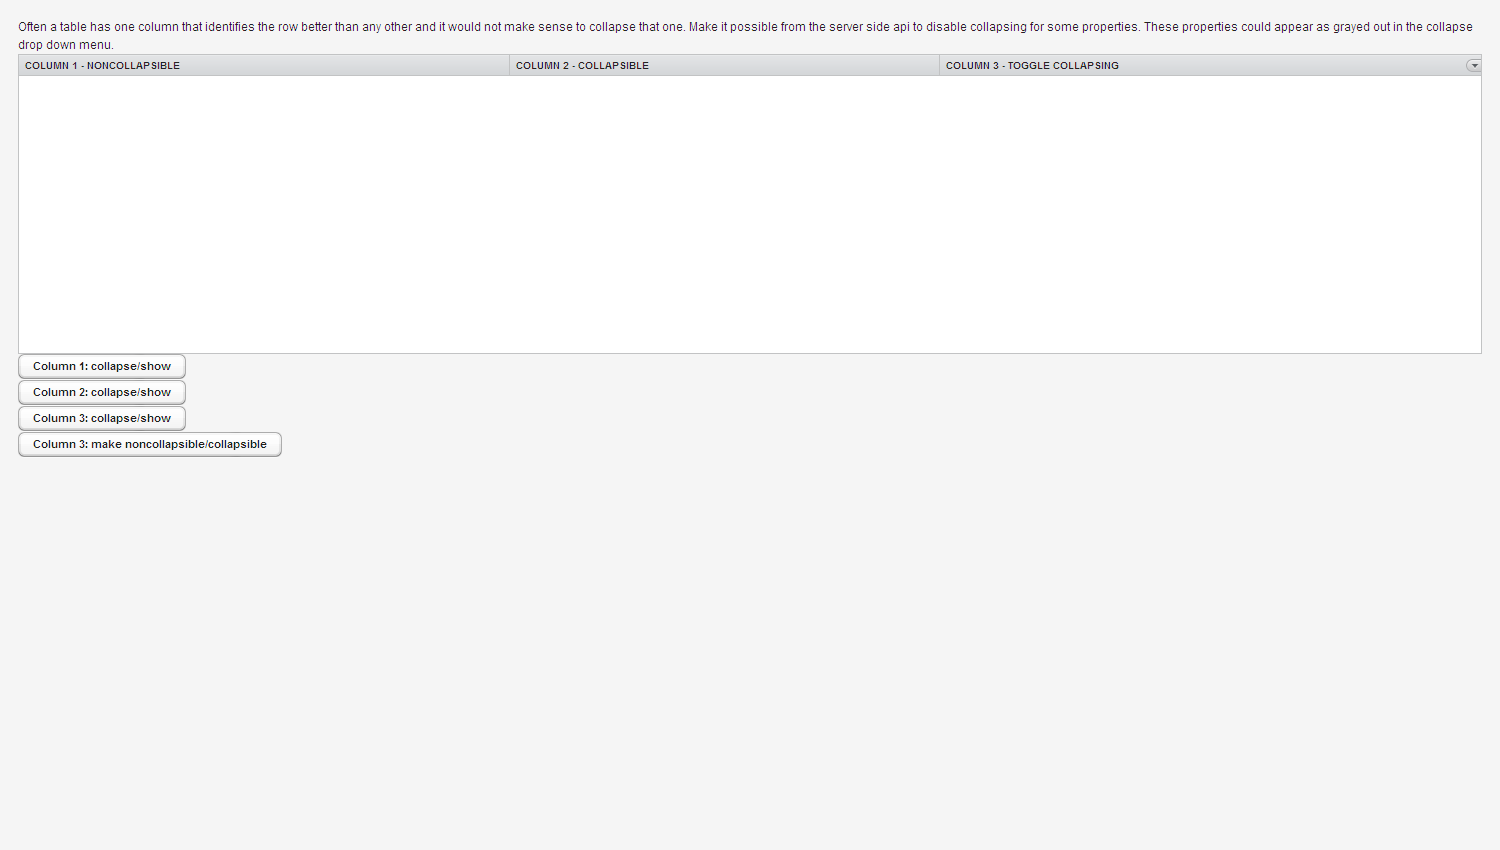 Often a table has one column that identifies the row better than any other and it would not make sense to collapse that one. Make it possible from the server side api to disable collapsing for some properties. These properties could appear as grayed out in the collapse
drop down menu.
COLUMN 1 - NONCOLLAPSIBLE COLUMN 2 - COLLAPSIBLE COLUMN 3 - TOGGLE COLLAPSING
Column 1: collapse/show
Column 2: collapse/show
Column 3: collapse/show
Column 3: make noncollapsible/collapsible